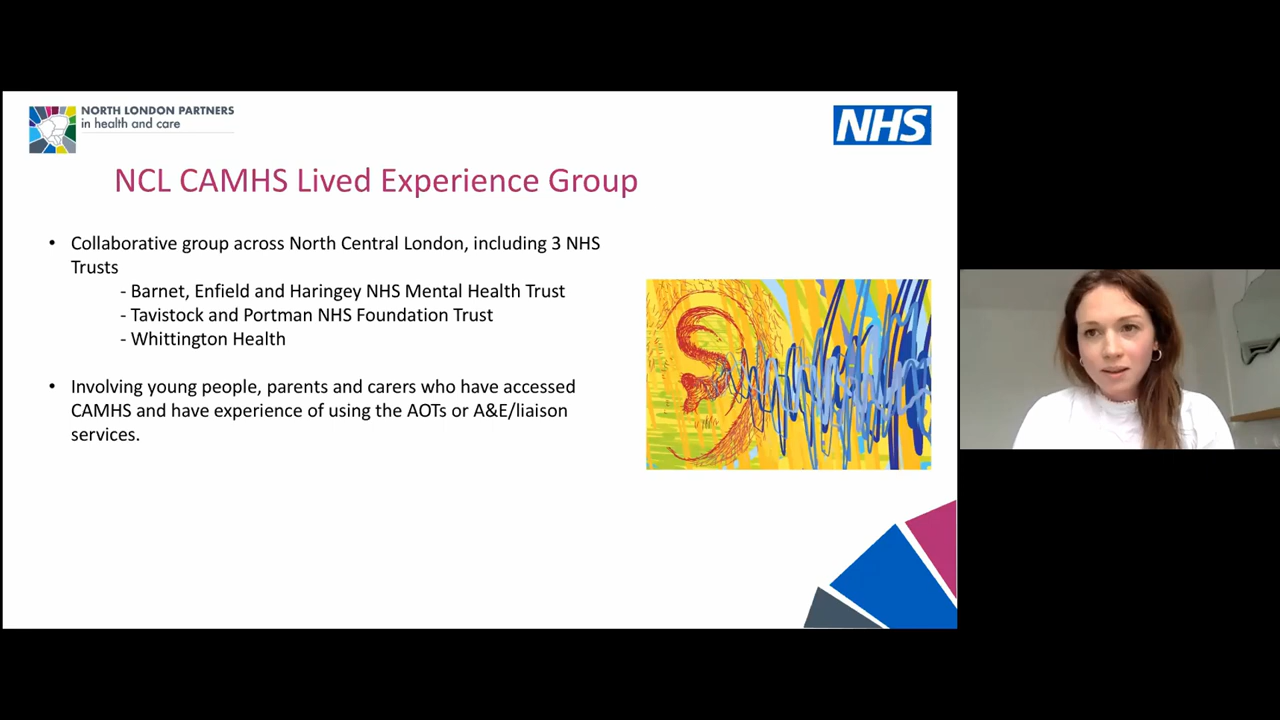 NORTH LONDON PARTNERS
in health and care
NHS
NCL CAMHS Lived Experience Group
• Collaborative group across North Central London, including 3 NHS
Trusts
- Barnet, Enfield and Haringey NHS Mental Health Trust
- Tavistock and Portman NHS Foundation Trust
- Whittington Health
• Involving young people, parents and carers who have accessed
CAMHS and have experience of using the AOTs or A&E/liaison
services.